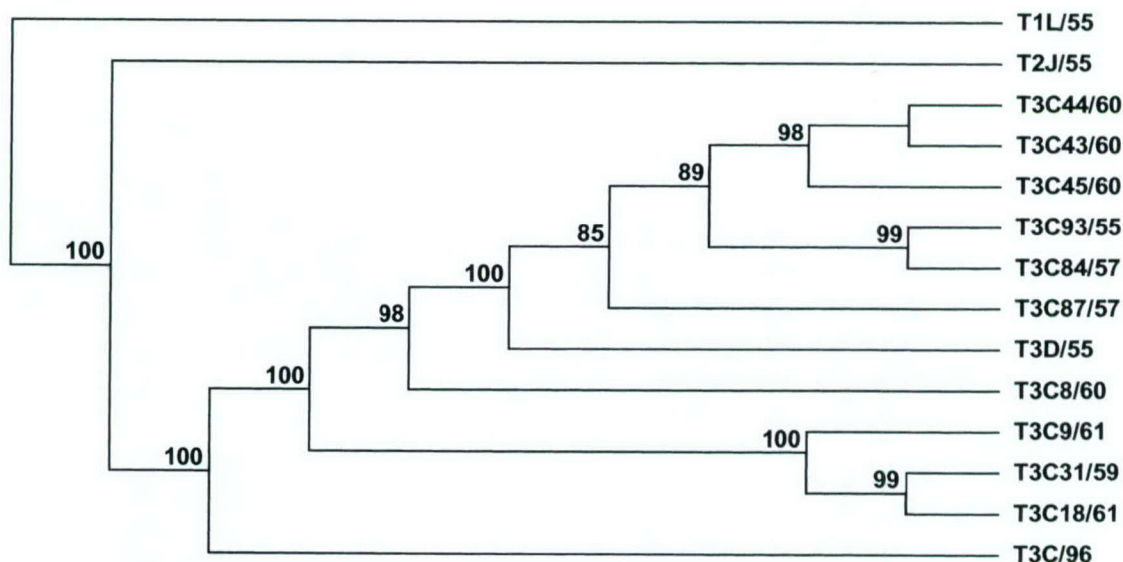 T1L/55
T2J/55
T3C44/60
98
T3C43/60
89
T3C45/60
85
99
T3C93/55
100
100
T3C84/57
98
T3C87/57
T3D/55
100
T3C8/60
100
T3C9/61
100
99
T3C31/59
T3C18/61
T3C/96